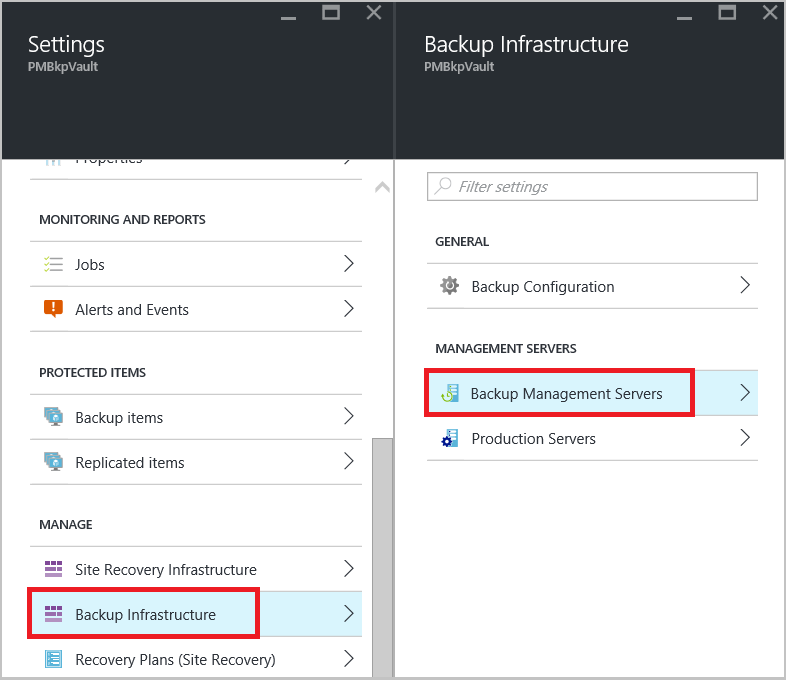 Settings
PMBkpVault
Properties
MONITORING AND REPORTS
Jobs
Alerts and Events
PROTECTED ITEMS
Backup items
Replicated items
MANAGE
Site Recovery Infrastructure
Backup Infrastructure
Recovery Plans (Site Recovery)
Backup Infrastructure
PMBkpVault
Filter settings
GENERAL
Backup Configuration
MANAGEMENT SERVERS
Backup Management Servers
Production Servers